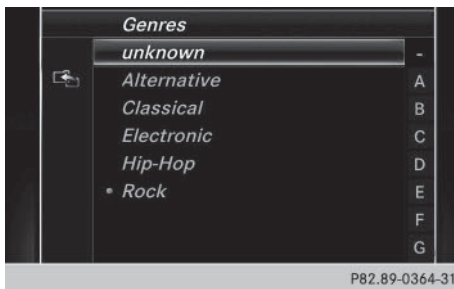 Genres
unknown -
Alternative A
Classical B
Electronic C
Hip-Hop D
• Rock E
F
G
P82.89-0364-31